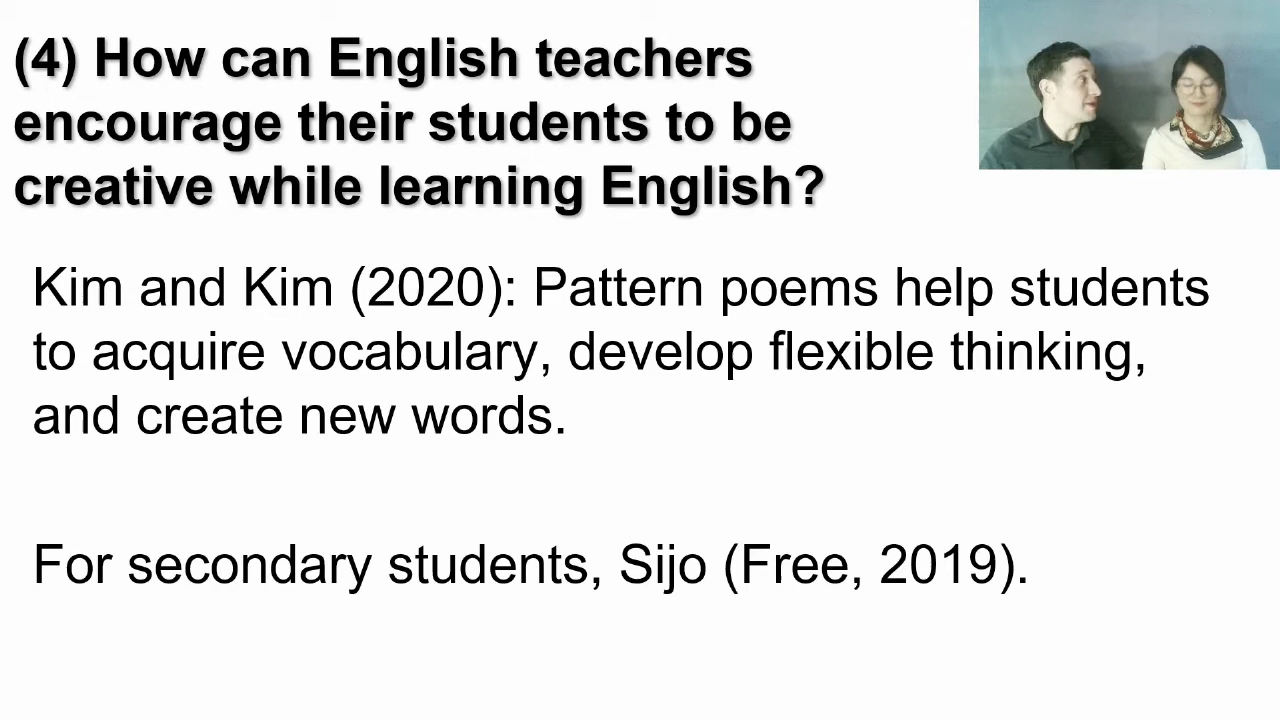 (4) How can English teachers
encourage their students to be
creative while learning English?
Kim and Kim (2020): Pattern poems help students
to acquire vocabulary, develop flexible thinking,
and create new words.
For secondary students, Sijo (Free, 2019).